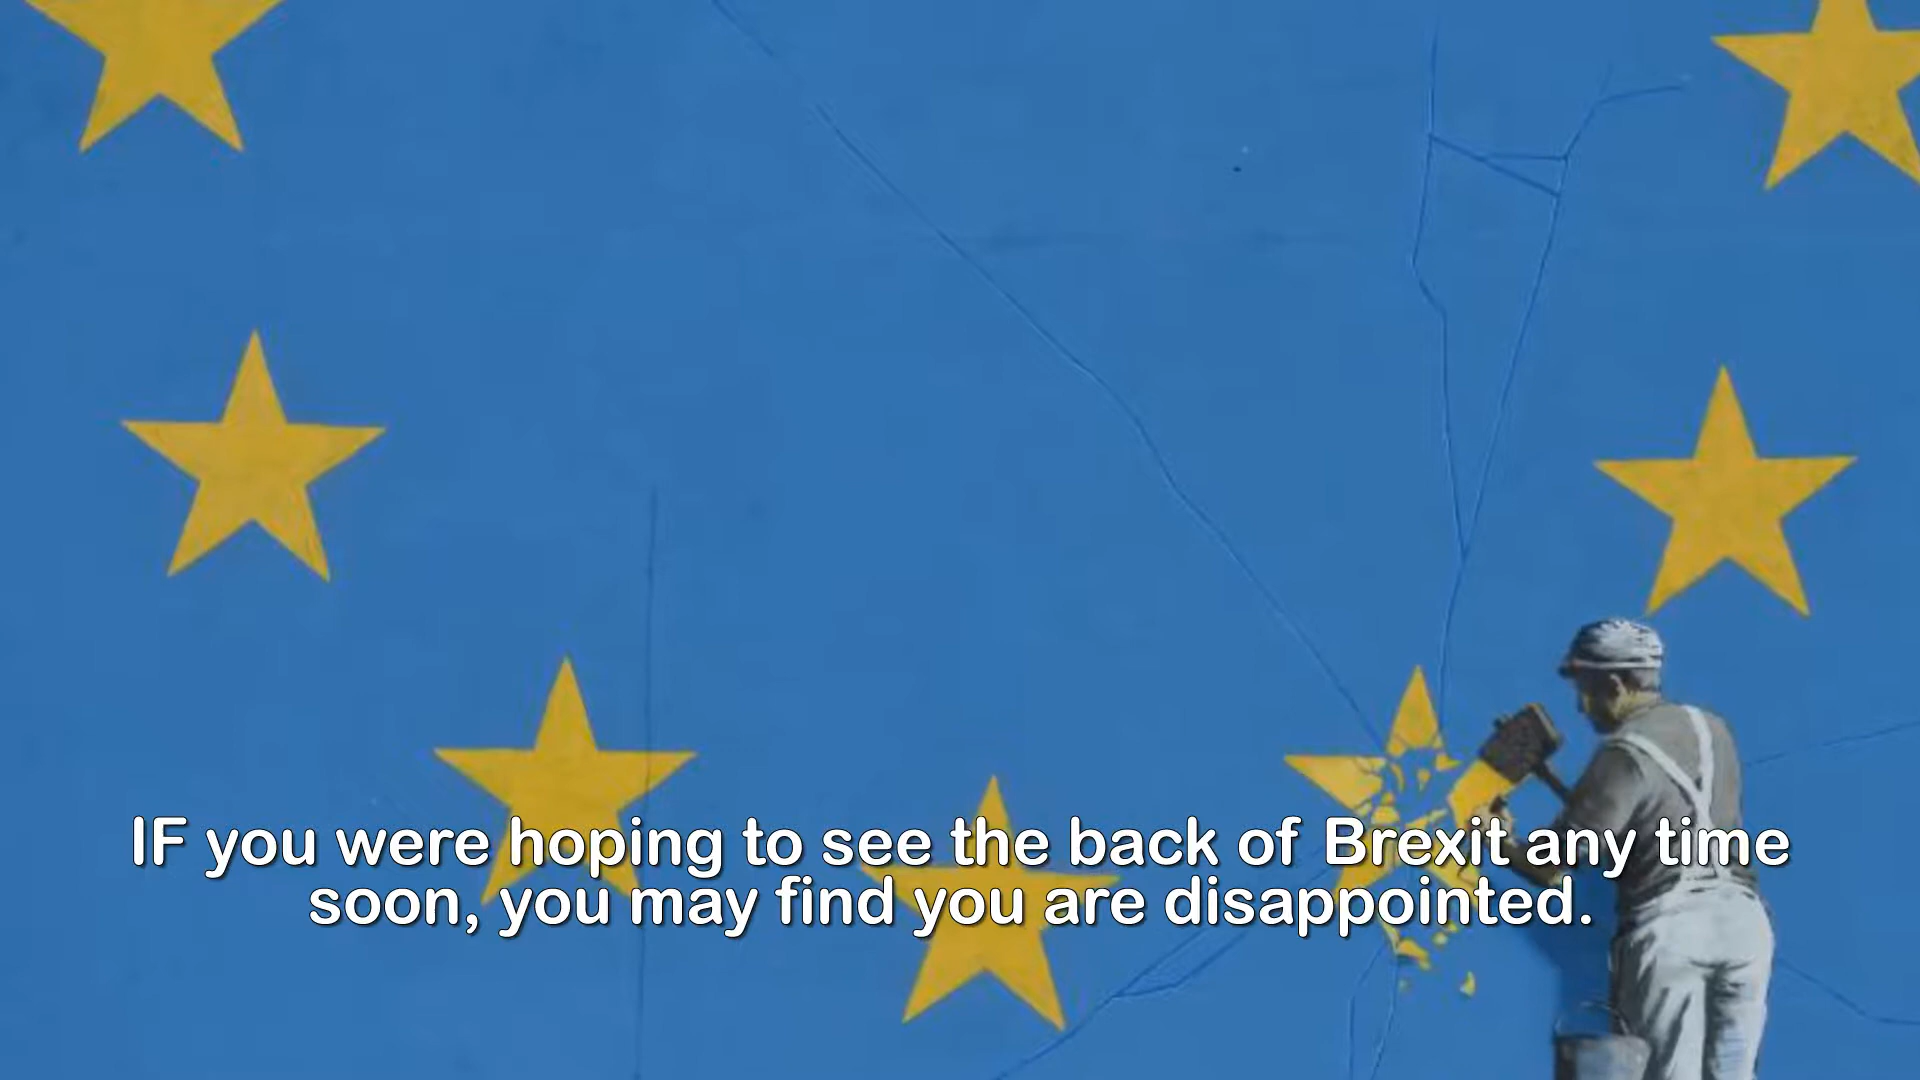 IF you were hoping to see the back of Brexit any time
soon, you may find you are disappointed.